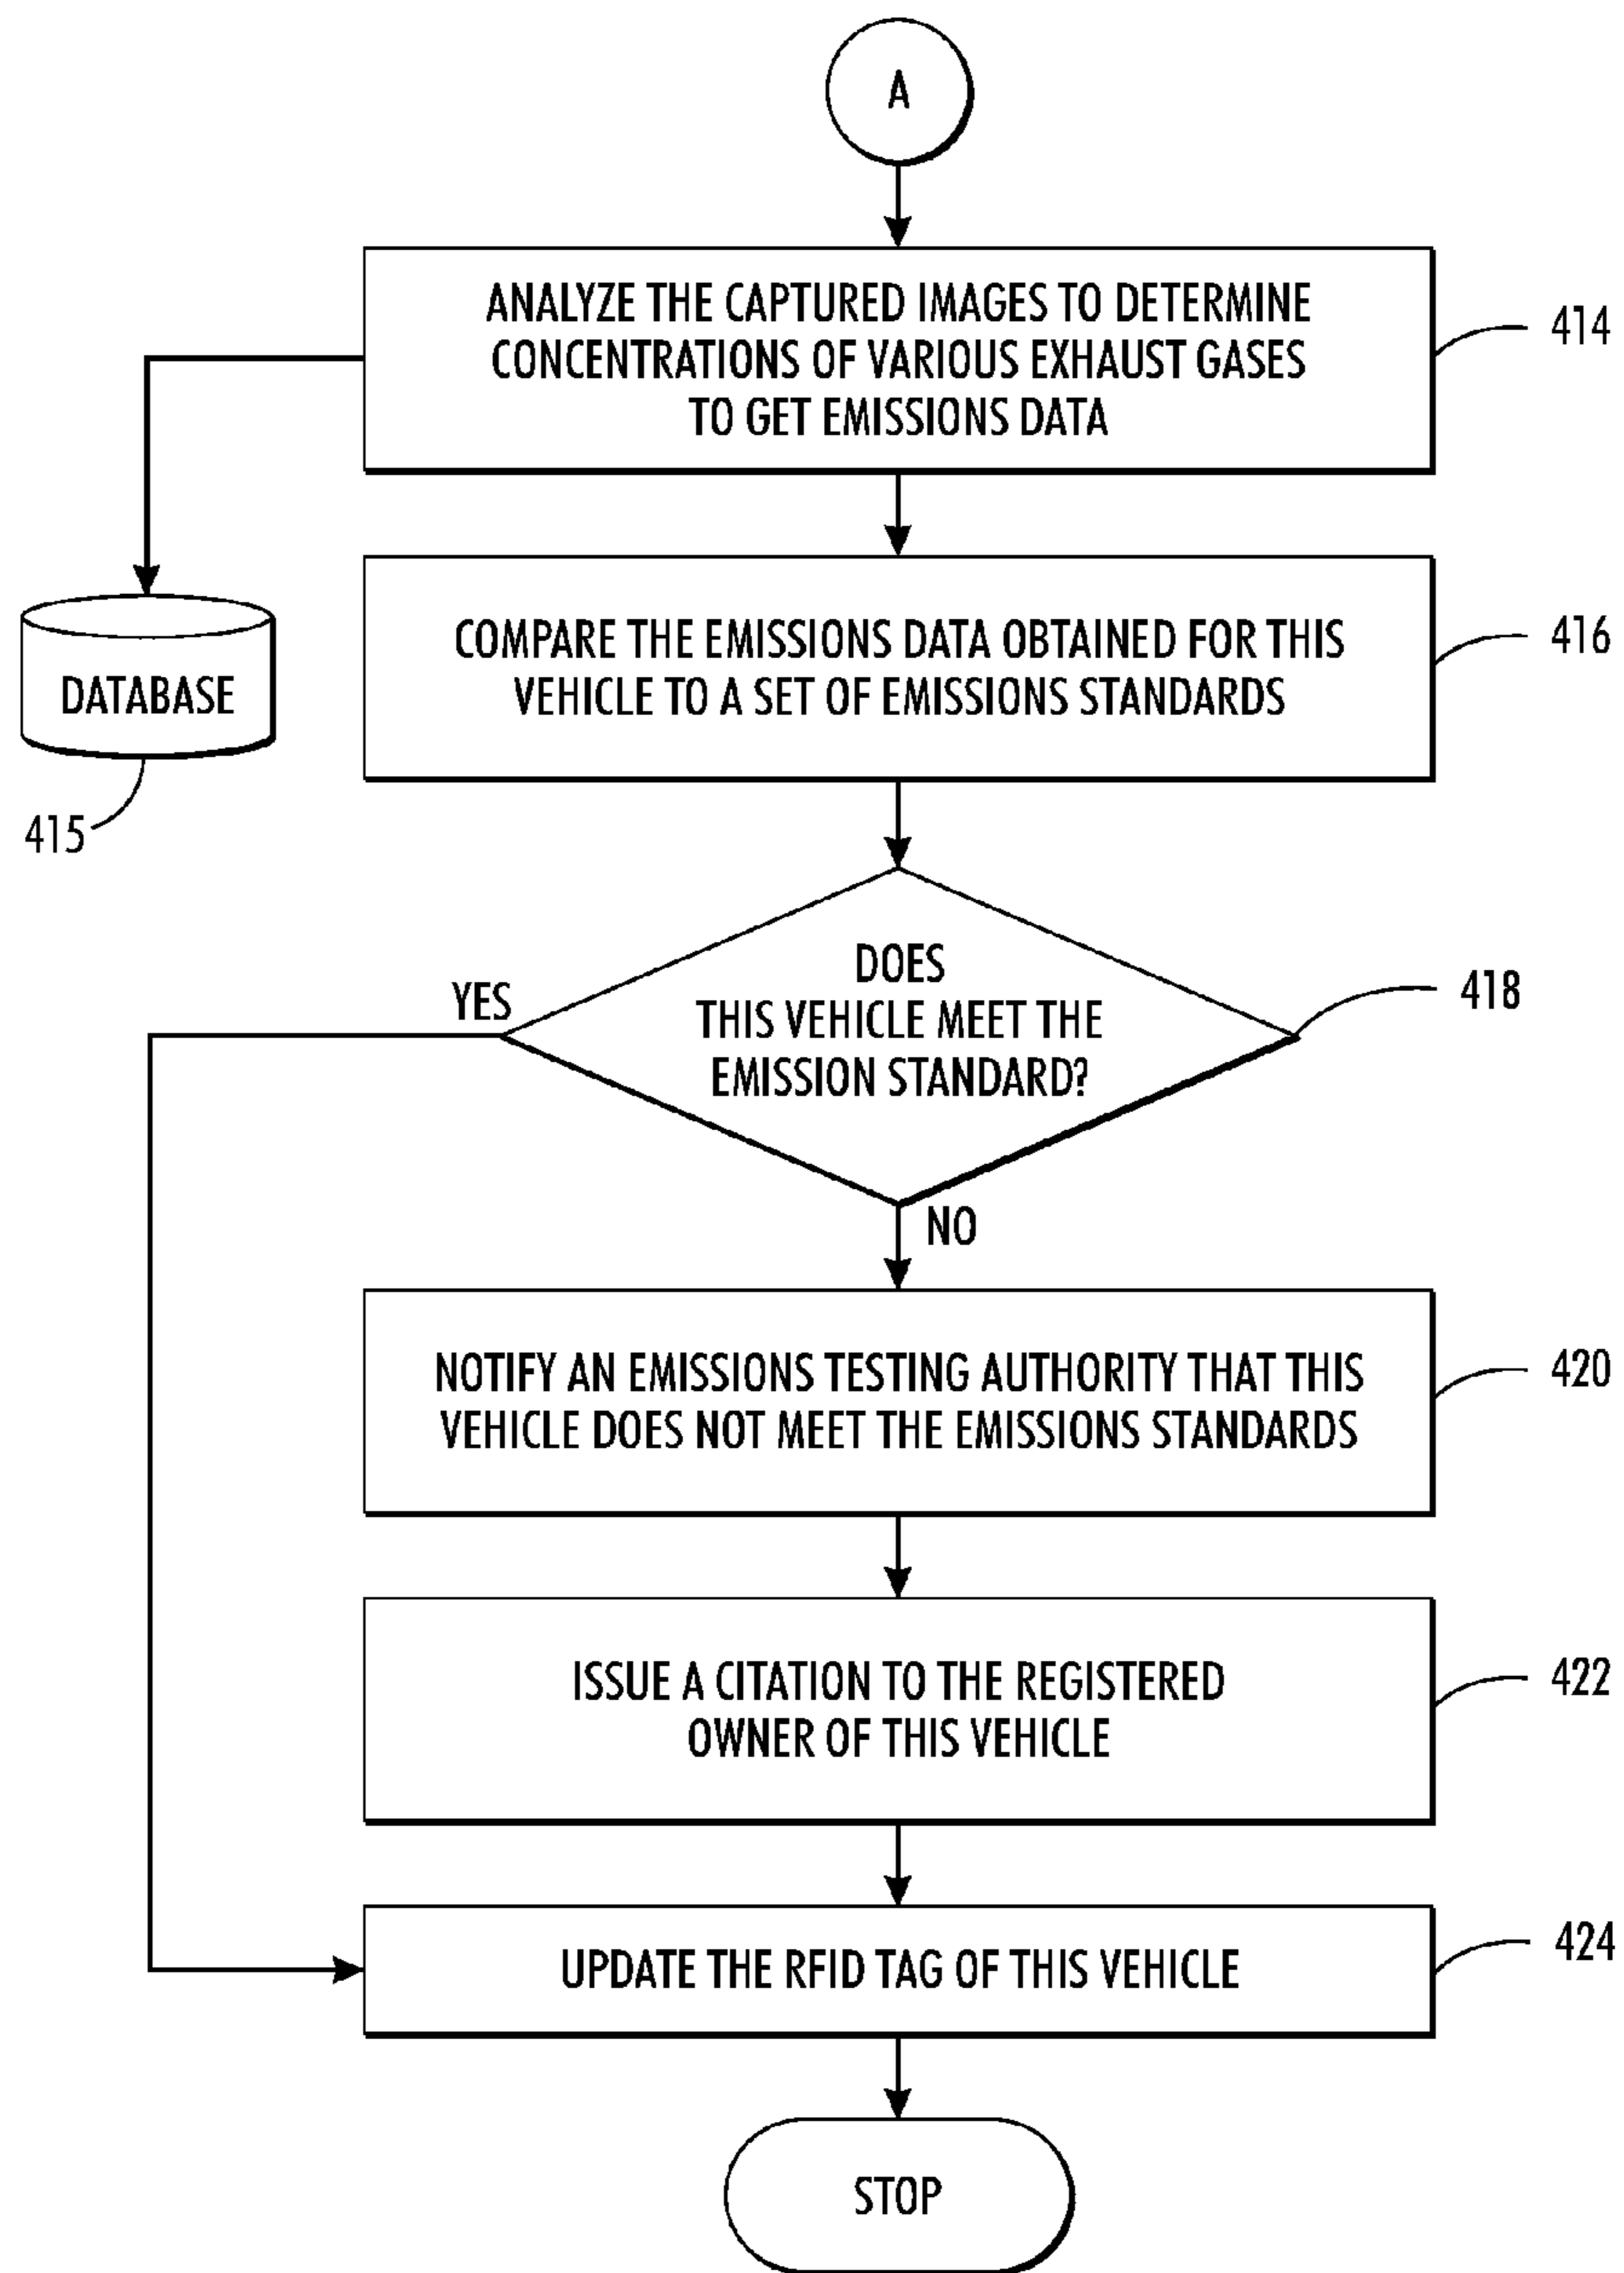 A
ANALYZE THE CAPTURED IMAGES TO DETERMINE
CONCENTRATIONS OF VARIOUS EXHAUST GASES
TO GET EMISSIONS DATA
414
COMPARE THE EMISSIONS DATA OBTAINED FOR THIS
VEHICLE TO A SET OF EMISSIONS STANDARDS
416
DATABASE
415
DOES
THIS VEHICLE MEET THE
EMISSION STANDARD?
418
YES
NO
NOTIFY AN EMISSIONS TESTING AUTHORITY THAT THIS
VEHICLE DOES NOT MEET THE EMISSIONS STANDARDS
420
ISSUE A CITATION TO THE REGISTERED
OWNER OF THIS VEHICLE
422
UPDATE THE RFID TAG OF THIS VEHICLE
424
STOP